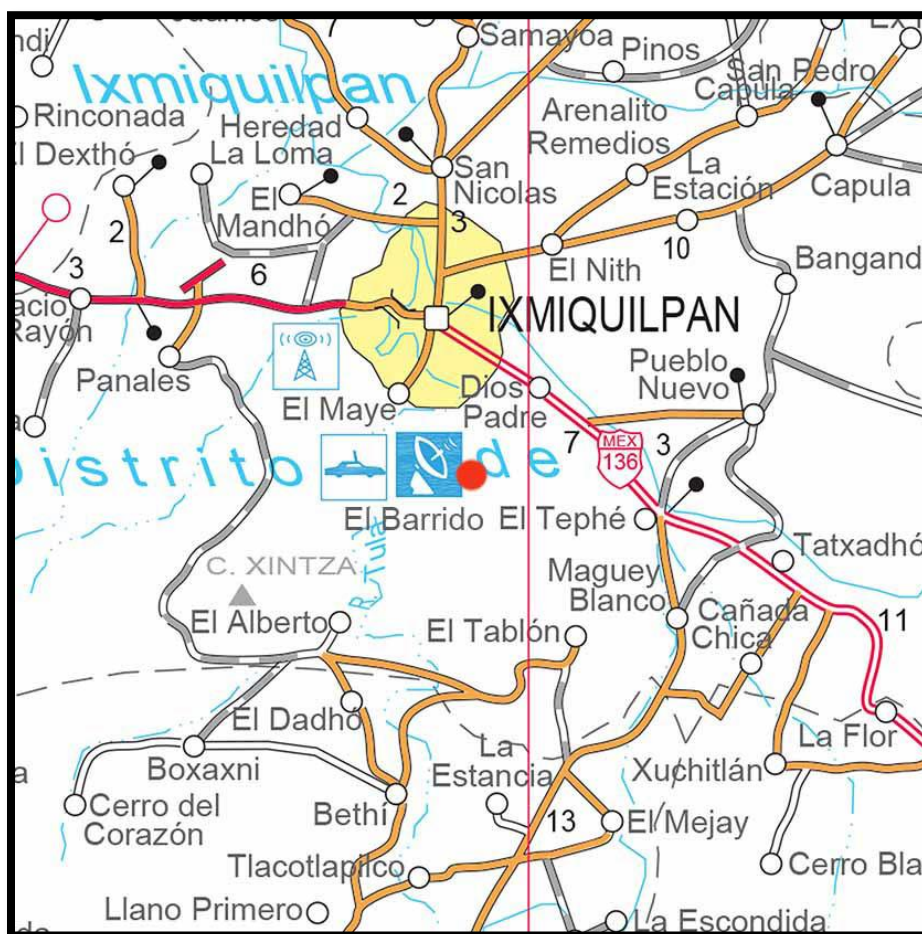 Samayoa
Pinos
San Pedro
Capula
Ixmiquilpan
Rinconada
Heredad
La Loma
Arenalito
Remedios
El Dexthó
San
Nicolas
La
Estación
Capula
El
Mandhó
2
2
3
10
El Nith
Bangand
3
6
acio
Rayón
IXMIQUILPAN
Panales
Pueblo
Nuevo
Dios
Padre
El Maye
7
MEX
136
3
Distrito de
El Barrido
El Tephé
R. Tula
C. XINTZA
Tatxadhó
Maguey
Blanco
El Alberto
El Tablón
Cañada
Chica
11
El Dadhó
La Flor
La
Estancia
Boxaxni
Xuchitlán
Cerro del
Corazón
Bethí
13
El Mejay
Tlacotlapilco
Cerro Bla
Llano Primero
La Escondida